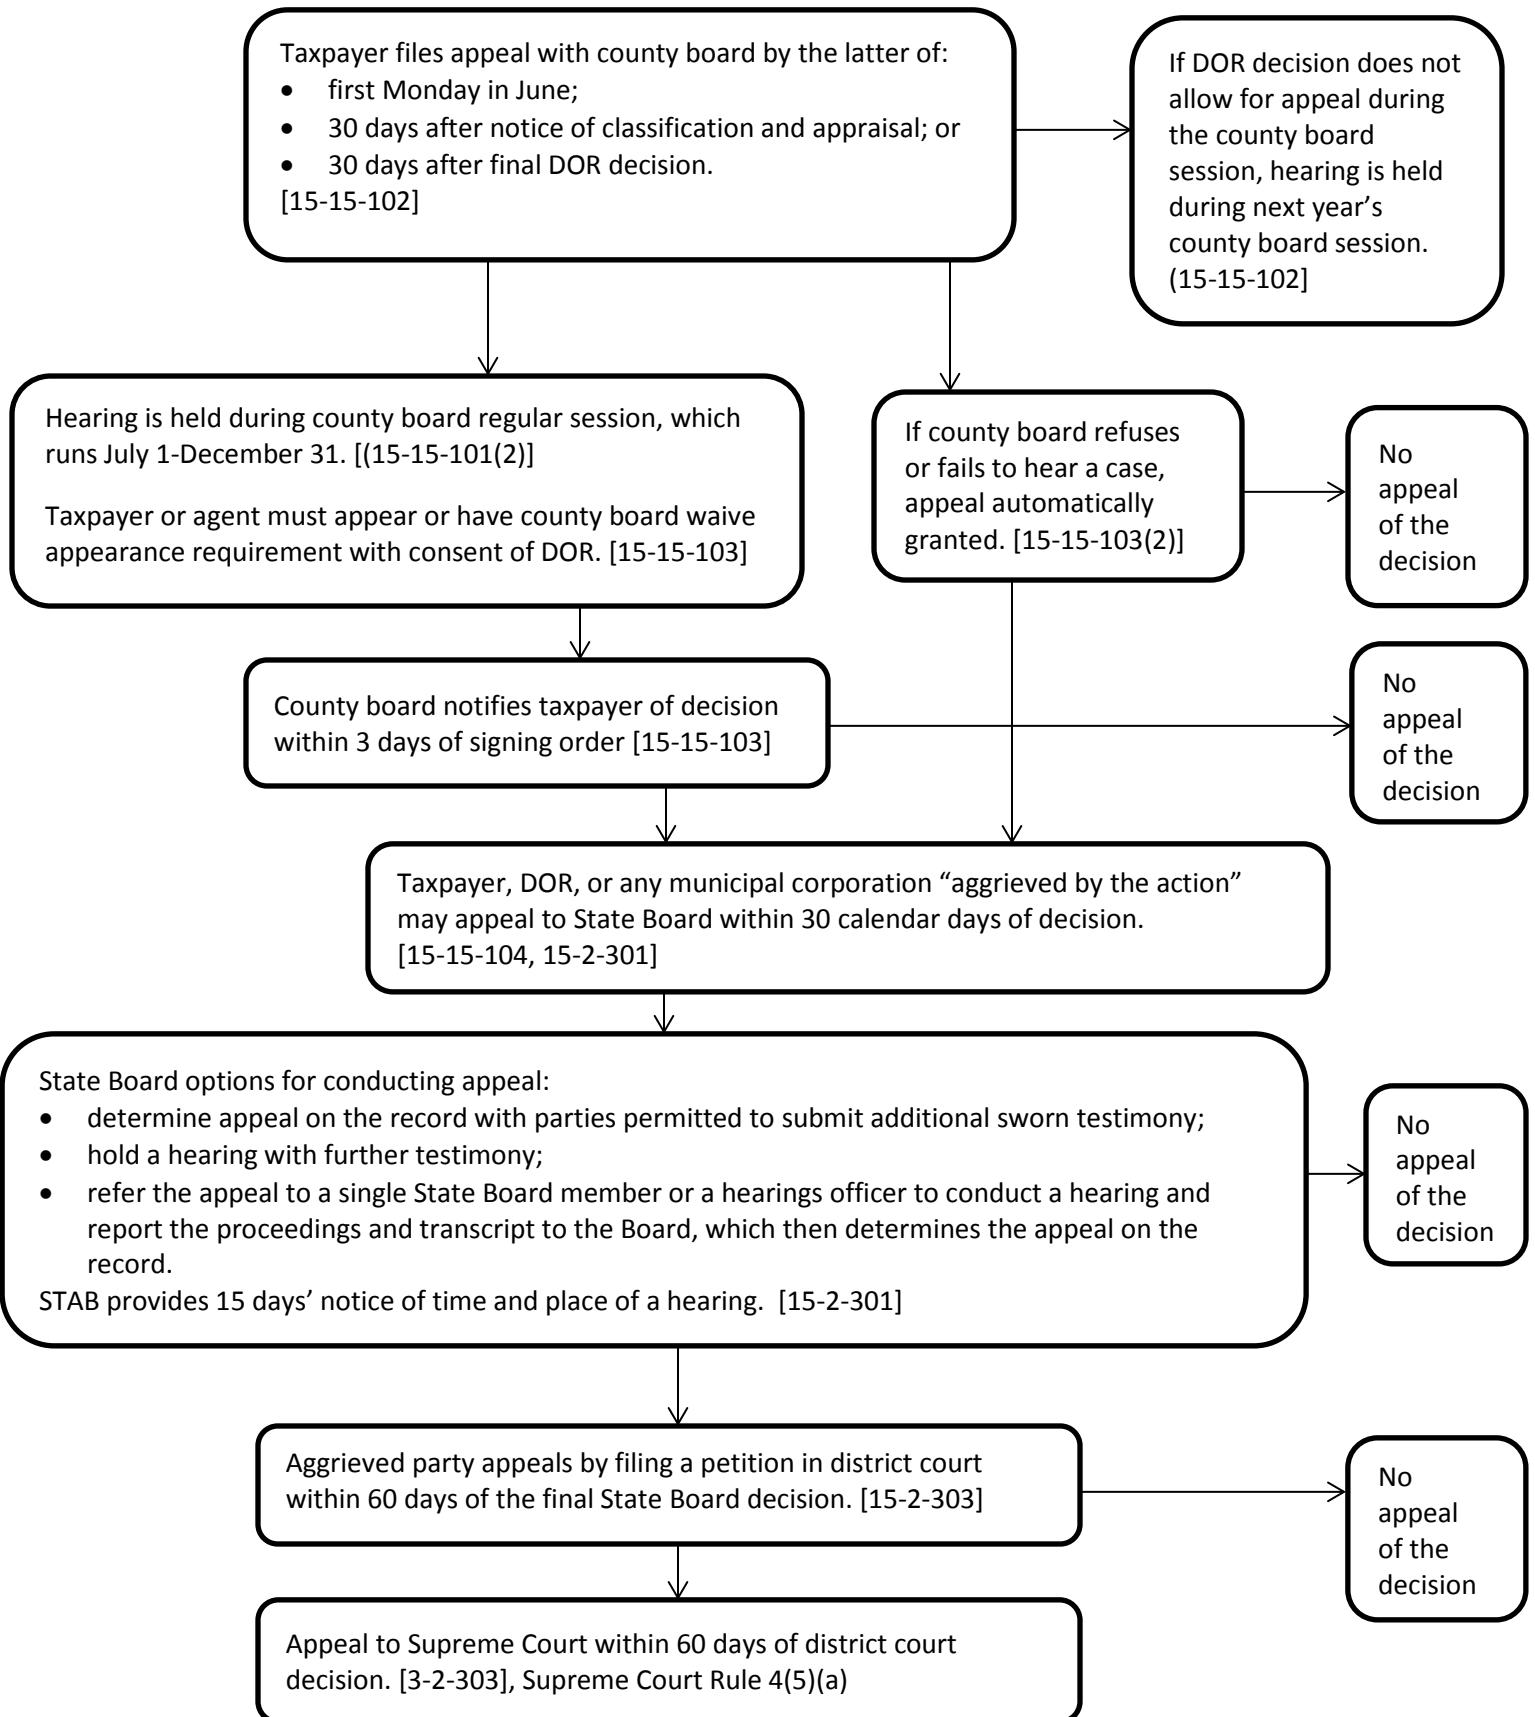 Taxpayer files appeal with county board by the latter of:
• first Monday in June;
• 30 days after notice of classification and appraisal; or
• 30 days after final DOR decision.
[15-15-102]
If DOR decision does not
allow for appeal during
the county board
session, hearing is held
during next year’s
county board session.
(15-15-102]
Hearing is held during county board regular session, which
runs July 1-December 31. [(15-15-101(2)]
Taxpayer or agent must appear or have county board waive
appearance requirement with consent of DOR. [15-15-103]
If county board refuses
or fails to hear a case,
appeal automatically
granted. [15-15-103(2)]
No
appeal
of the
decision
County board notifies taxpayer of decision
within 3 days of signing order [15-15-103]
No
appeal
of the
decision
Taxpayer, DOR, or any municipal corporation “aggrieved by the action”
may appeal to State Board within 30 calendar days of decision.
[15-15-104, 15-2-301]
State Board options for conducting appeal:
• determine appeal on the record with parties permitted to submit additional sworn testimony;
• hold a hearing with further testimony;
• refer the appeal to a single State Board member or a hearings officer to conduct a hearing and
report the proceedings and transcript to the Board, which then determines the appeal on the
record.
STAB provides 15 days’ notice of time and place of a hearing.  [15-2-301]
No
appeal
of the
decision
Aggrieved party appeals by filing a petition in district court
within 60 days of the final State Board decision. [15-2-303]
No
appeal
of the
decision
Appeal to Supreme Court within 60 days of district court
decision. [3-2-303], Supreme Court Rule 4(5)(a)